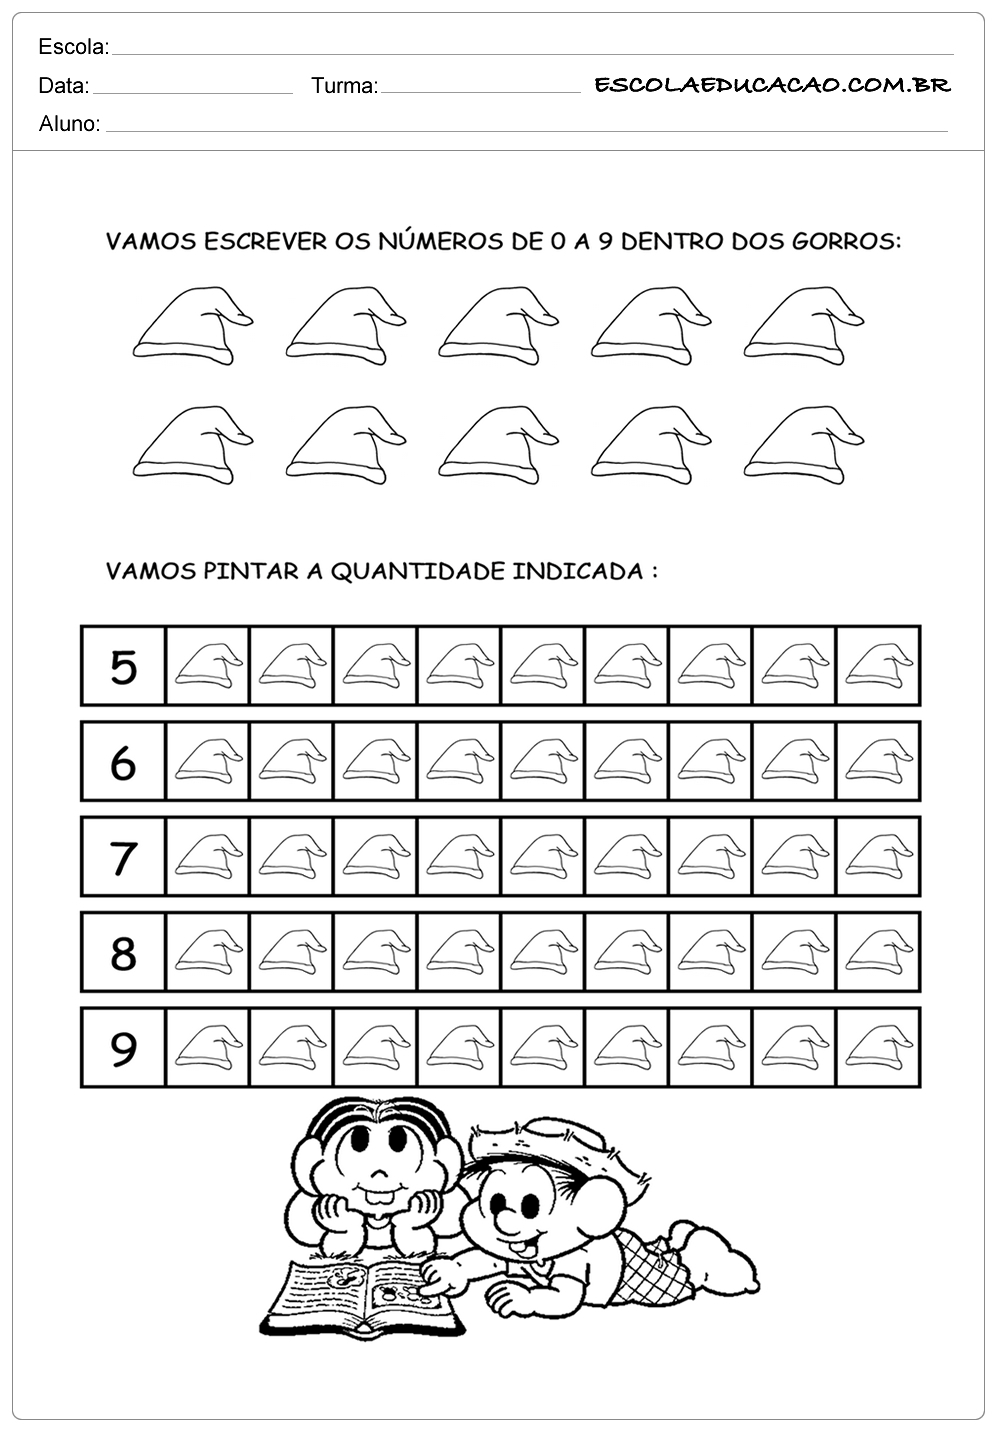 Escola:
Data: Turma: ESCOLAEDUCACAO.COM.BR
Aluno:
VAMOS ESCREVER OS NÚMEROS DE 0 A 9 DENTRO DOS GORROS:
VAMOS PINTAR A QUANTIDADE INDICADA :
5
6
7
8
9